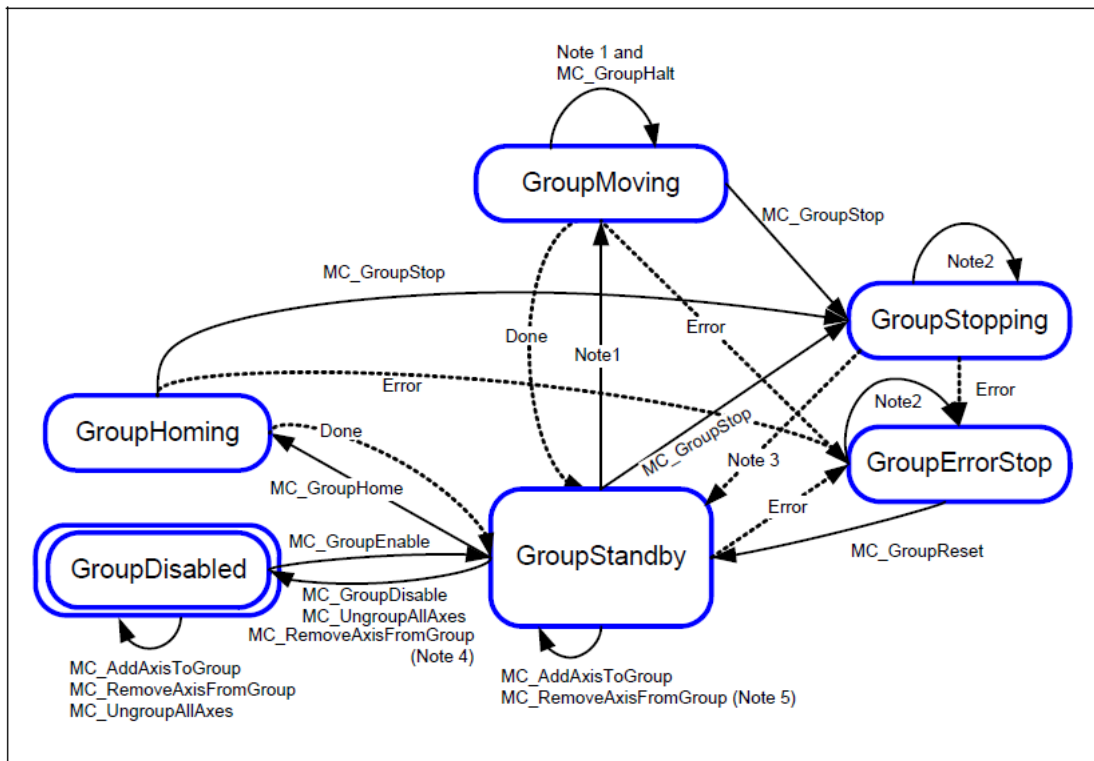 Note 1 and
MC_GroupHalt
GroupMoving
MC_GroupStop
MC_GroupStop
Note2
GroupStopping
Done
Note1
Error
Error
Error
Note2
GroupHoming
Done
MC_GroupStop
Note 3
GroupErrorStop
MC_GroupHome
Error
MC_GroupEnable
GroupStandby
MC_GroupReset
GroupDisabled
MC_GroupDisable
MC_UngroupAllAxes
MC_RemoveAxisFromGroup
(Note 4)
MC_AddAxisToGroup
MC_RemoveAxisFromGroup
MC_UngroupAllAxes
MC_AddAxisToGroup
MC_RemoveAxisFromGroup (Note 5)